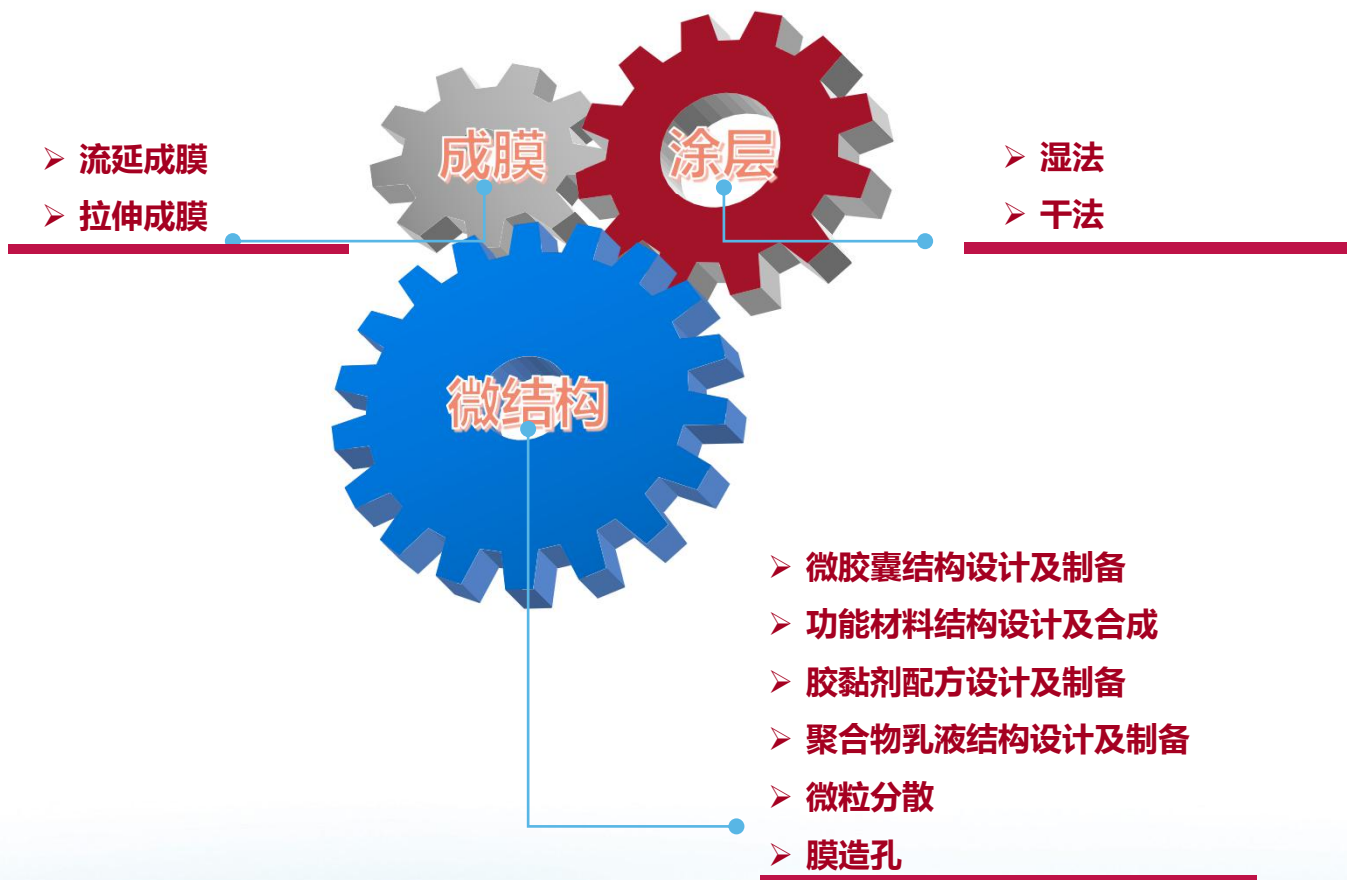 成膜
涂层
流延成膜
拉伸成膜
湿法
干法
微结构
微胶囊结构设计及制备
功能材料结构设计及合成
胶黏剂配方设计及制备
聚合物乳液结构设计及制备
微粒分散
膜造孔